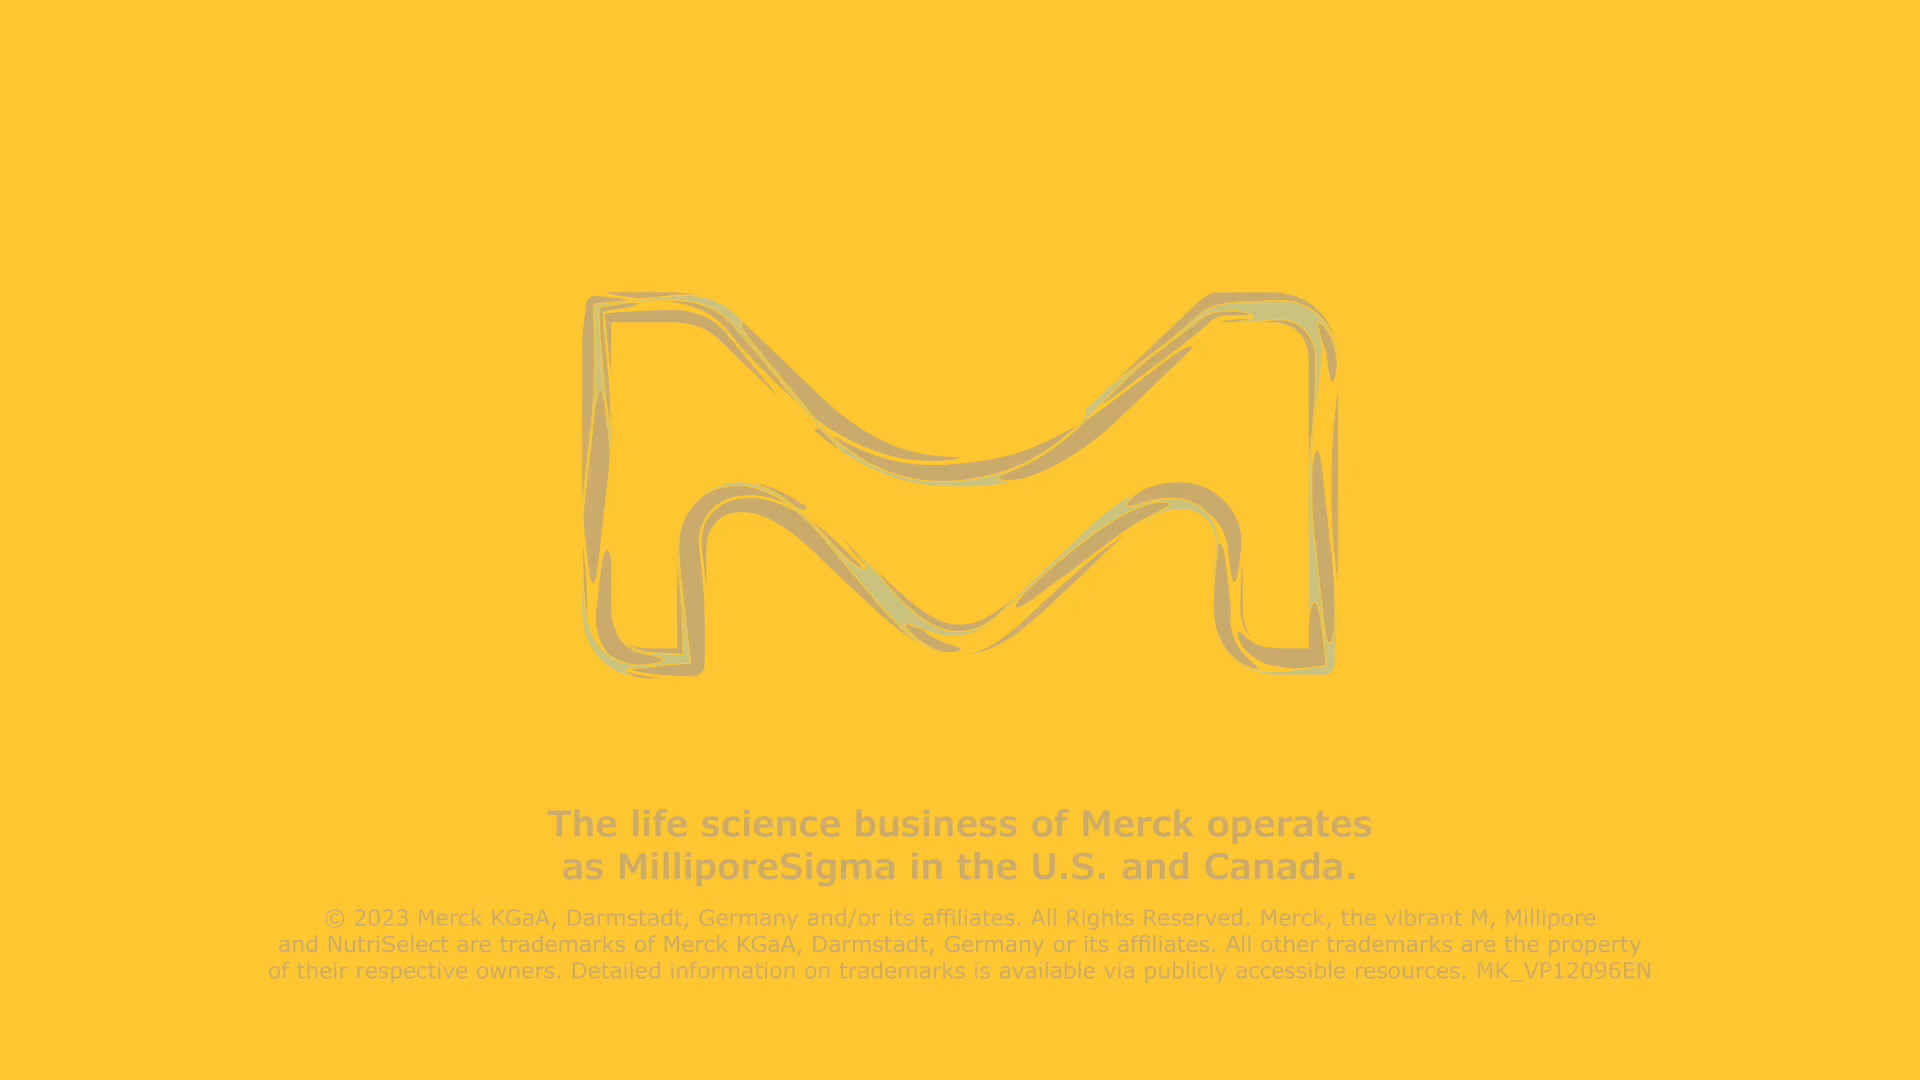 The life science business of Merck operates
as MilliporeSigma in the U.S. and Canada.
© 2023 Merck KGaA, Darmstadt, Germany and/or its affiliates. All Rights Reserved. Merck, the vibrant M, Millipore
and NutriSelect are trademarks of Merck KGaA, Darmstadt, Germany or its affiliates. All other trademarks are the property
of their respective owners. Detailed information on trademarks is available via publicly accessible resources. MK_VP12096EN